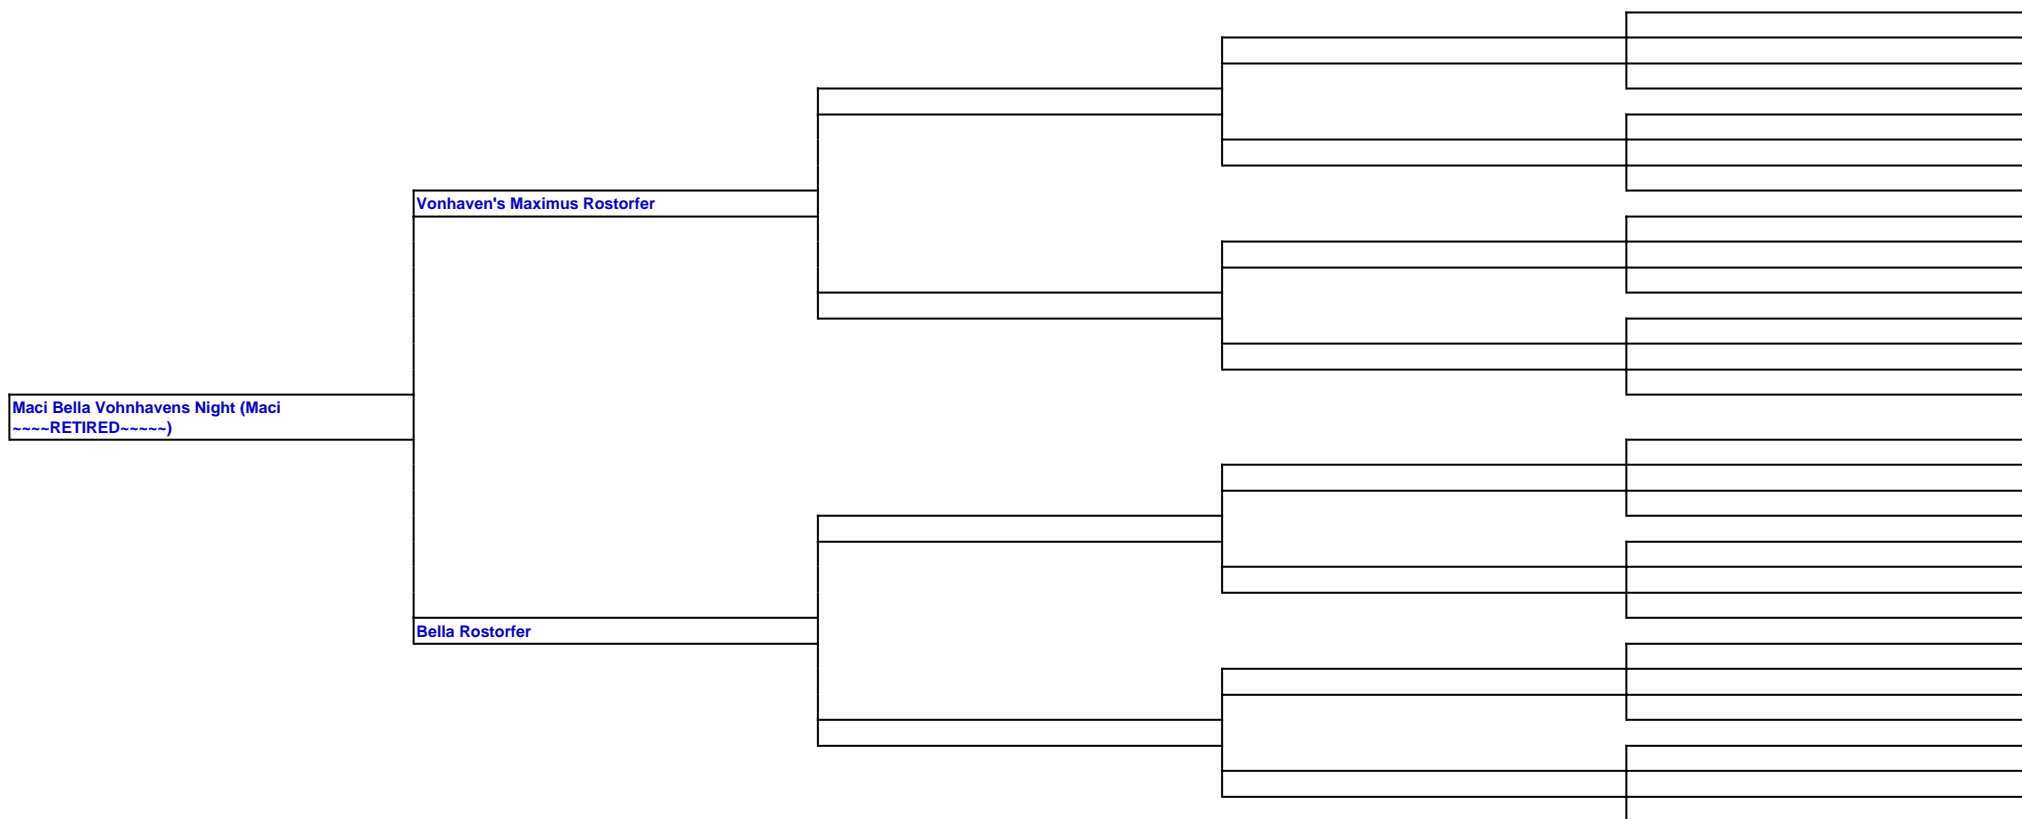 Vonhaven's Maximus Rostorfer
Maci Bella Vohnhavens Night (Maci
~~~~RETIRED~~~~~)
Bella Rostorfer